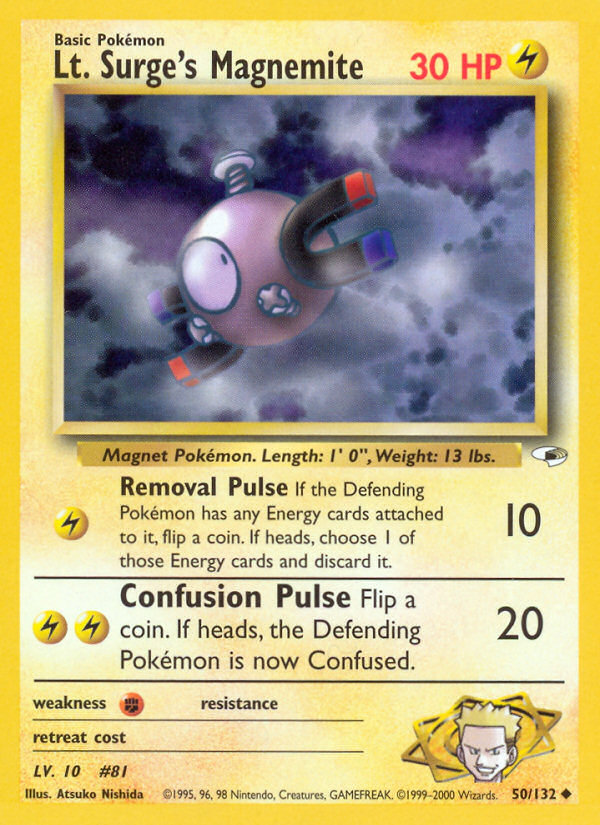 Basic Pokémon
Lt. Surge's Magnemite 30 HP
Magnet Pokémon. Length: 1' 0", Weight: 13 lbs.
Removal Pulse If the Defending
Pokémon has any Energy cards attached
to it, flip a coin. If heads, choose 1 of
those Energy cards and discard it.
10
Confusion Pulse Flip a
coin. If heads, the Defending
Pokémon is now Confused.
20
weakness resistance
retreat cost
LV. 10 #81
Illus. Atsuko Nishida ©1995, 96, 98 Nintendo, Creatures, GAMEFREAK. ©1999-2000 Wizards. 50/132